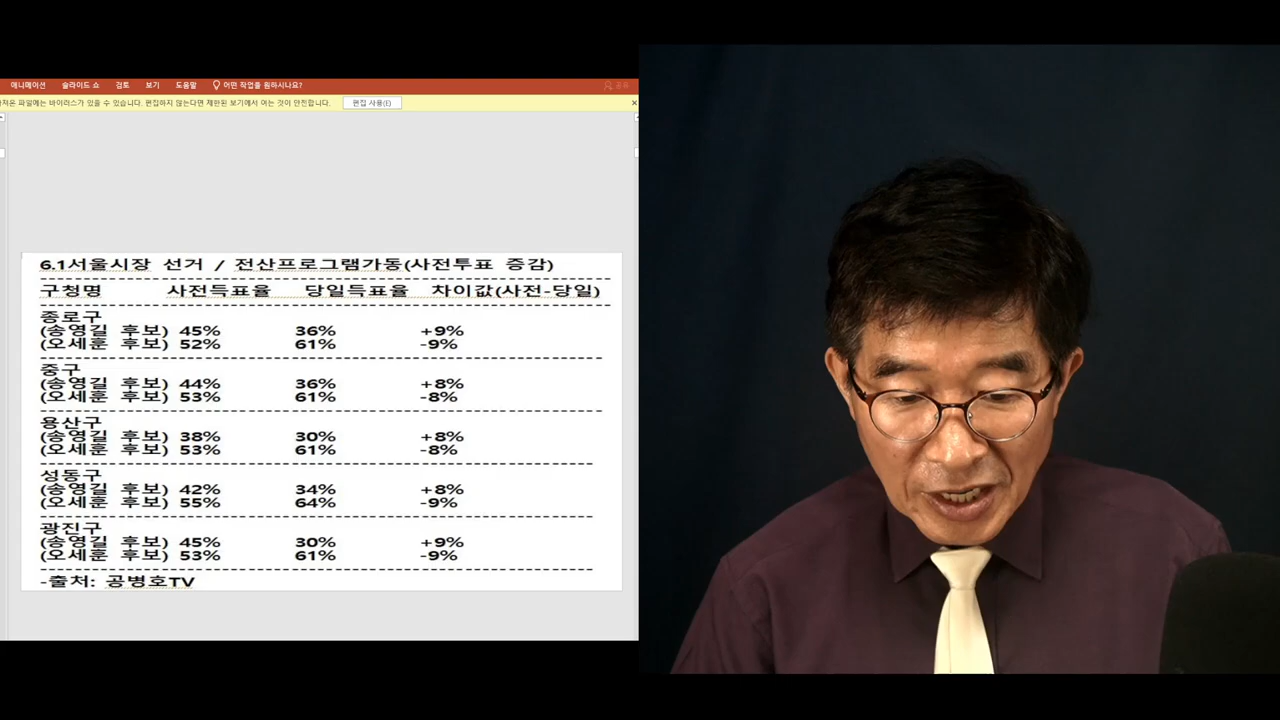 애니메이션 슬라이드 쇼 검토 보기 도움말 어떤 작업을 원하시나요? 공유
파일에는 바이러스가 있을 수 있습니다. 편집하지 않는다면 제한된 보기에서 여는 것이 안전합니다. 편집 사용(E)
6.1서울시장 선거 / 전산프로그램가동(사전투표 증감)
구청명 사전득표율 당일득표율 차이값(사전-당일)
종로구
(송영길 후보) 45% 36% +9%
(오세훈 후보) 52% 61% -9%
중구
(송영길 후보) 44% 36% +8%
(오세훈 후보) 53% 61% -8%
용산구
(송영길 후보) 38% 30% +8%
(오세훈 후보) 53% 61% -8%
성동구
(송영길 후보) 42% 34% +8%
(오세훈 후보) 55% 64% -9%
광진구
(송영길 후보) 45% 30% +9%
(오세훈 후보) 53% 61% -9%
-출처: 공병호TV